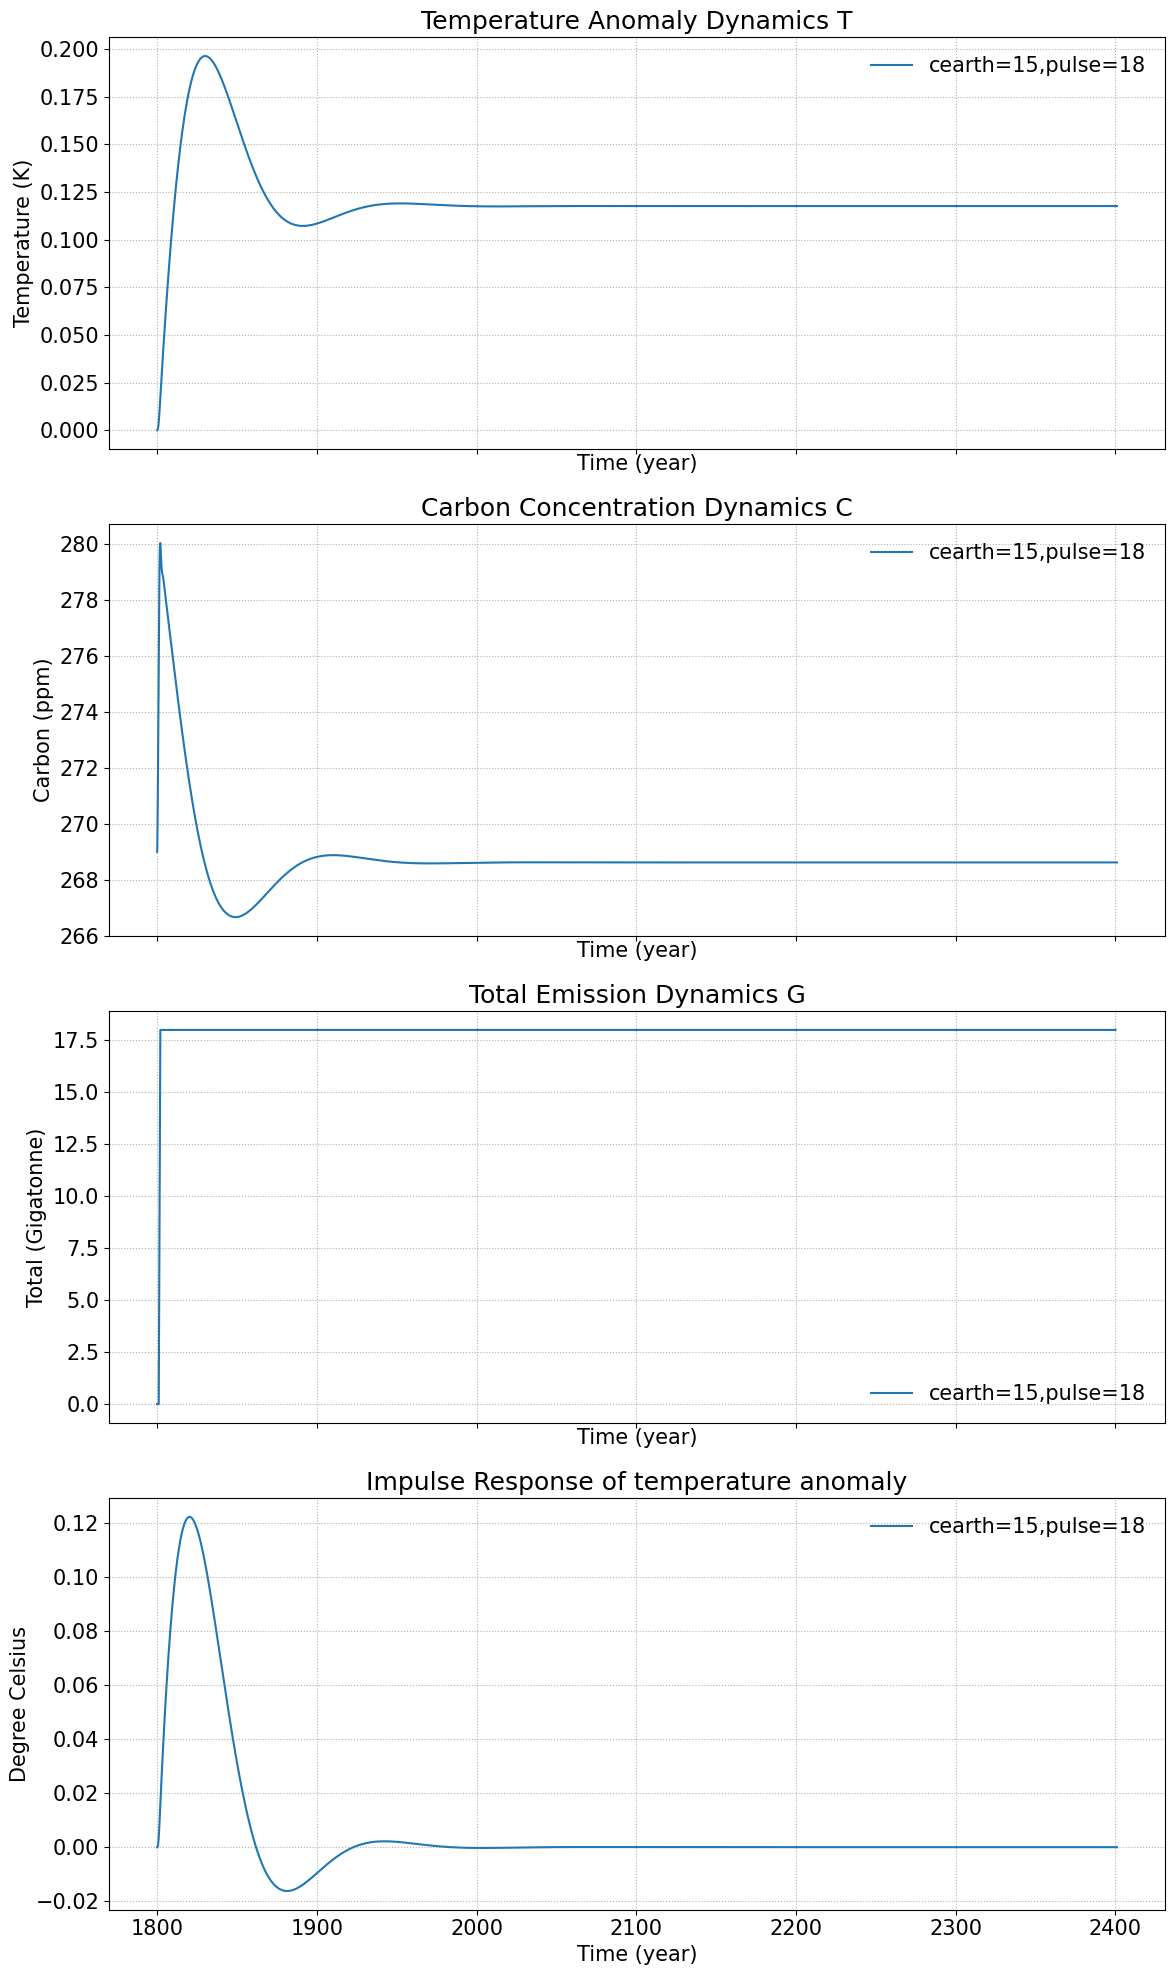 Temperature Anomaly Dynamics T
cearth=15,pulse=18
Temperature (K)
0.200
0.175
0.150
0.125
0.100
0.075
0.050
0.025
0.000
Time (year)
Carbon Concentration Dynamics C
cearth=15,pulse=18
Carbon (ppm)
280
278
276
274
272
270
268
266
Time (year)
Total Emission Dynamics G
Total (Gigatonne)
17.5
15.0
12.5
10.0
7.5
5.0
2.5
0.0
cearth=15,pulse=18
Time (year)
Impulse Response of temperature anomaly
cearth=15,pulse=18
Degree Celsius
0.12
0.10
0.08
0.06
0.04
0.02
0.00
−0.02
1800 1900 2000 2100 2200 2300 2400
Time (year)